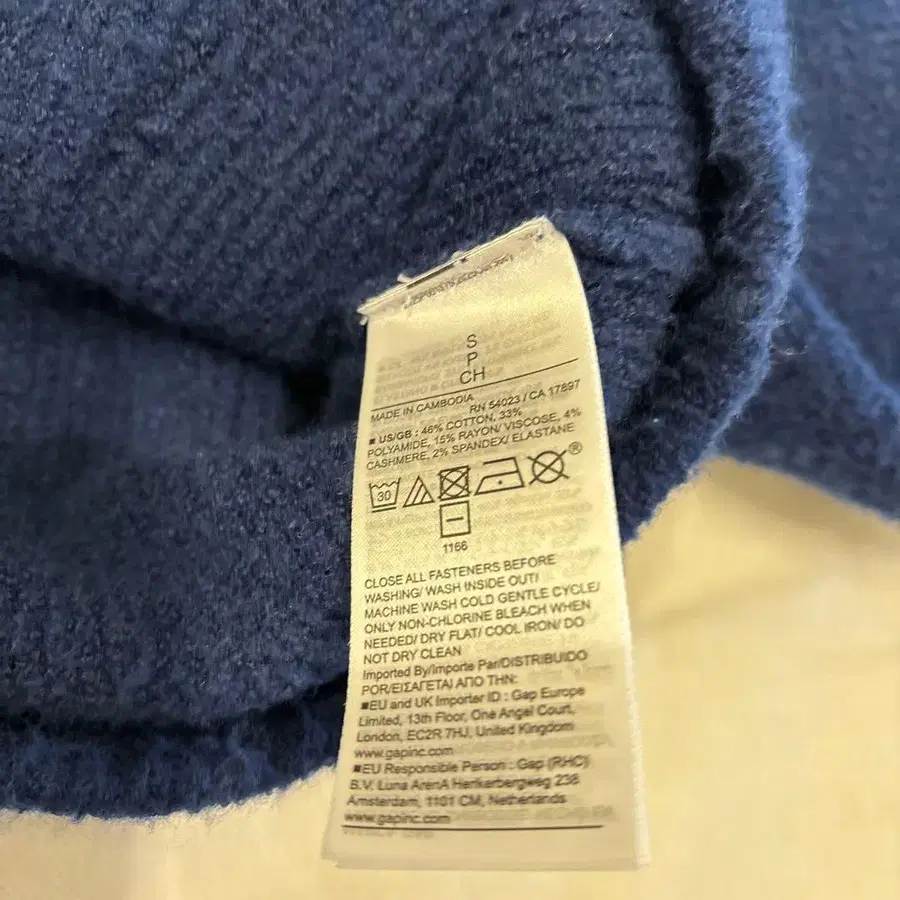 S
P
CH
MADE IN CAMBODIA
RN 54023 / CA 17897
■ US/GB : 46% COTTON, 33%
POLYAMIDE, 15% RAYON/ VISCOSE, 4%
CASHMERE, 2% SPANDEX/ ELASTANE
30
®
1166
CLOSE ALL FASTENERS BEFORE
WASHING/ WASH INSIDE OUT/
MACHINE WASH COLD GENTLE CYCLE/
ONLY NON-CHLORINE BLEACH WHEN
NEEDED/ DRY FLAT/ COOL IRON/ DO
NOT DRY CLEAN
Imported By/Importe Par/DISTRIBUIDO
POR/ΕΙΣΑΓΕΤΑΙ ΑΠΟ ΤΗΝ:
■EU and UK Importer ID : Gap Europe
Limited, 13th Floor, One Angel Court,
London, EC2R 7HJ, United Kingdom
www.gapinc.com
■EU Responsible Person : Gap (RHC)
B.V. Luna ArenA Herikerbergweg 238
Amsterdam, 1101 CM, Netherlands
www.gapinc.com